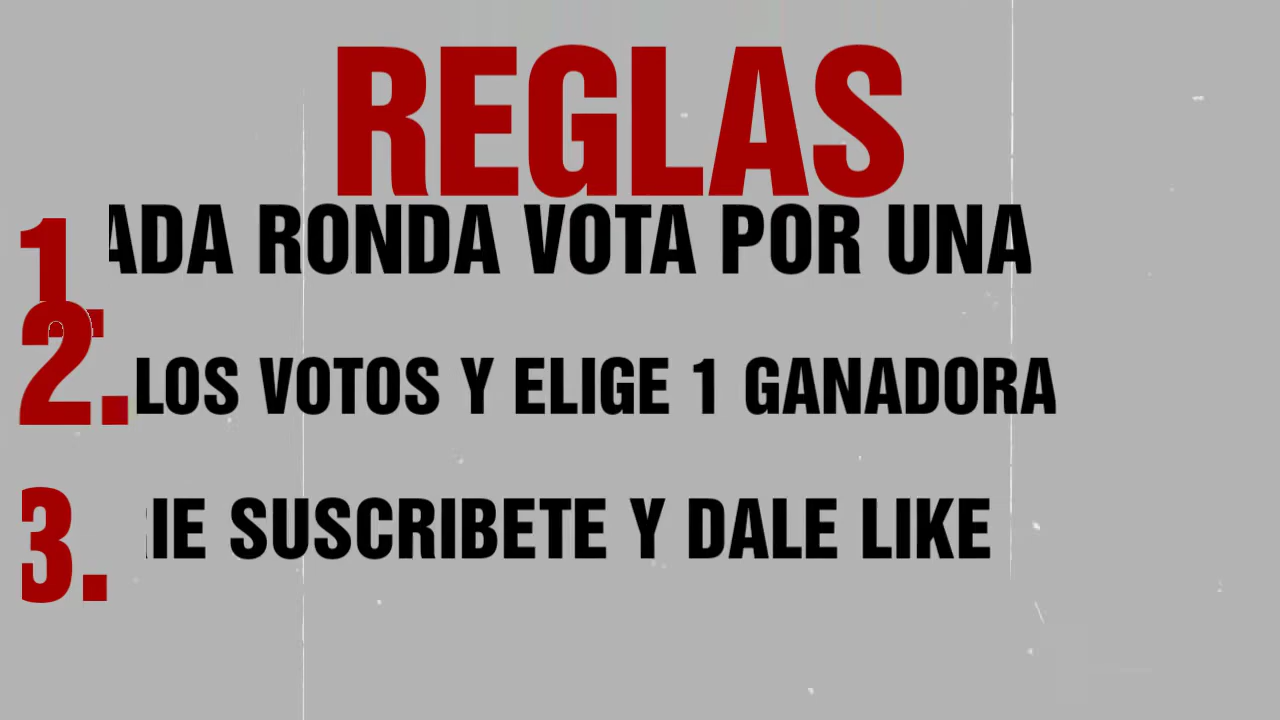 REGLAS
1. ADA RONDA VOTA POR UNA
2. LOS VOTOS Y ELIGE 1 GANADORA
3. IE SUSCRIBETE Y DALE LIKE